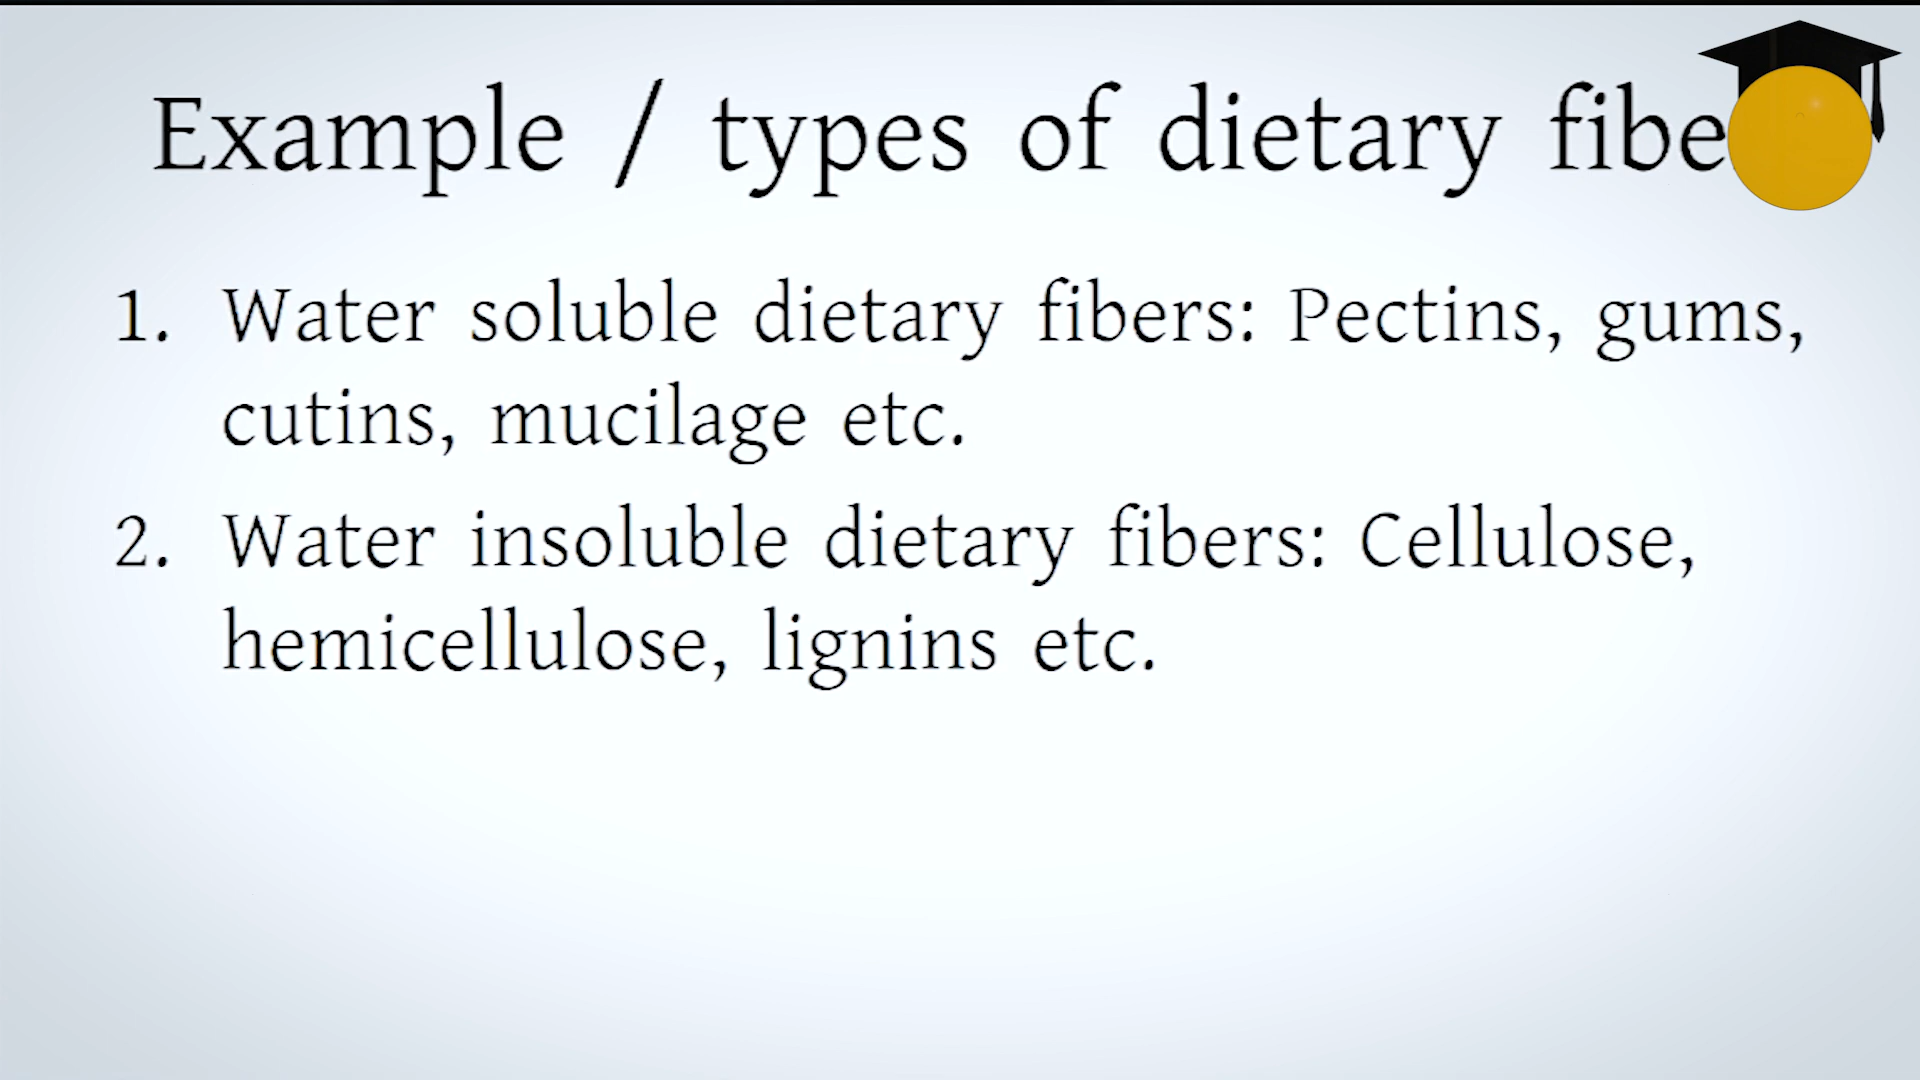 Example / types of dietary fibe
1. Water soluble dietary fibers: Pectins, gums,
cutins, mucilage etc.
2. Water insoluble dietary fibers: Cellulose,
hemicellulose, lignins etc.